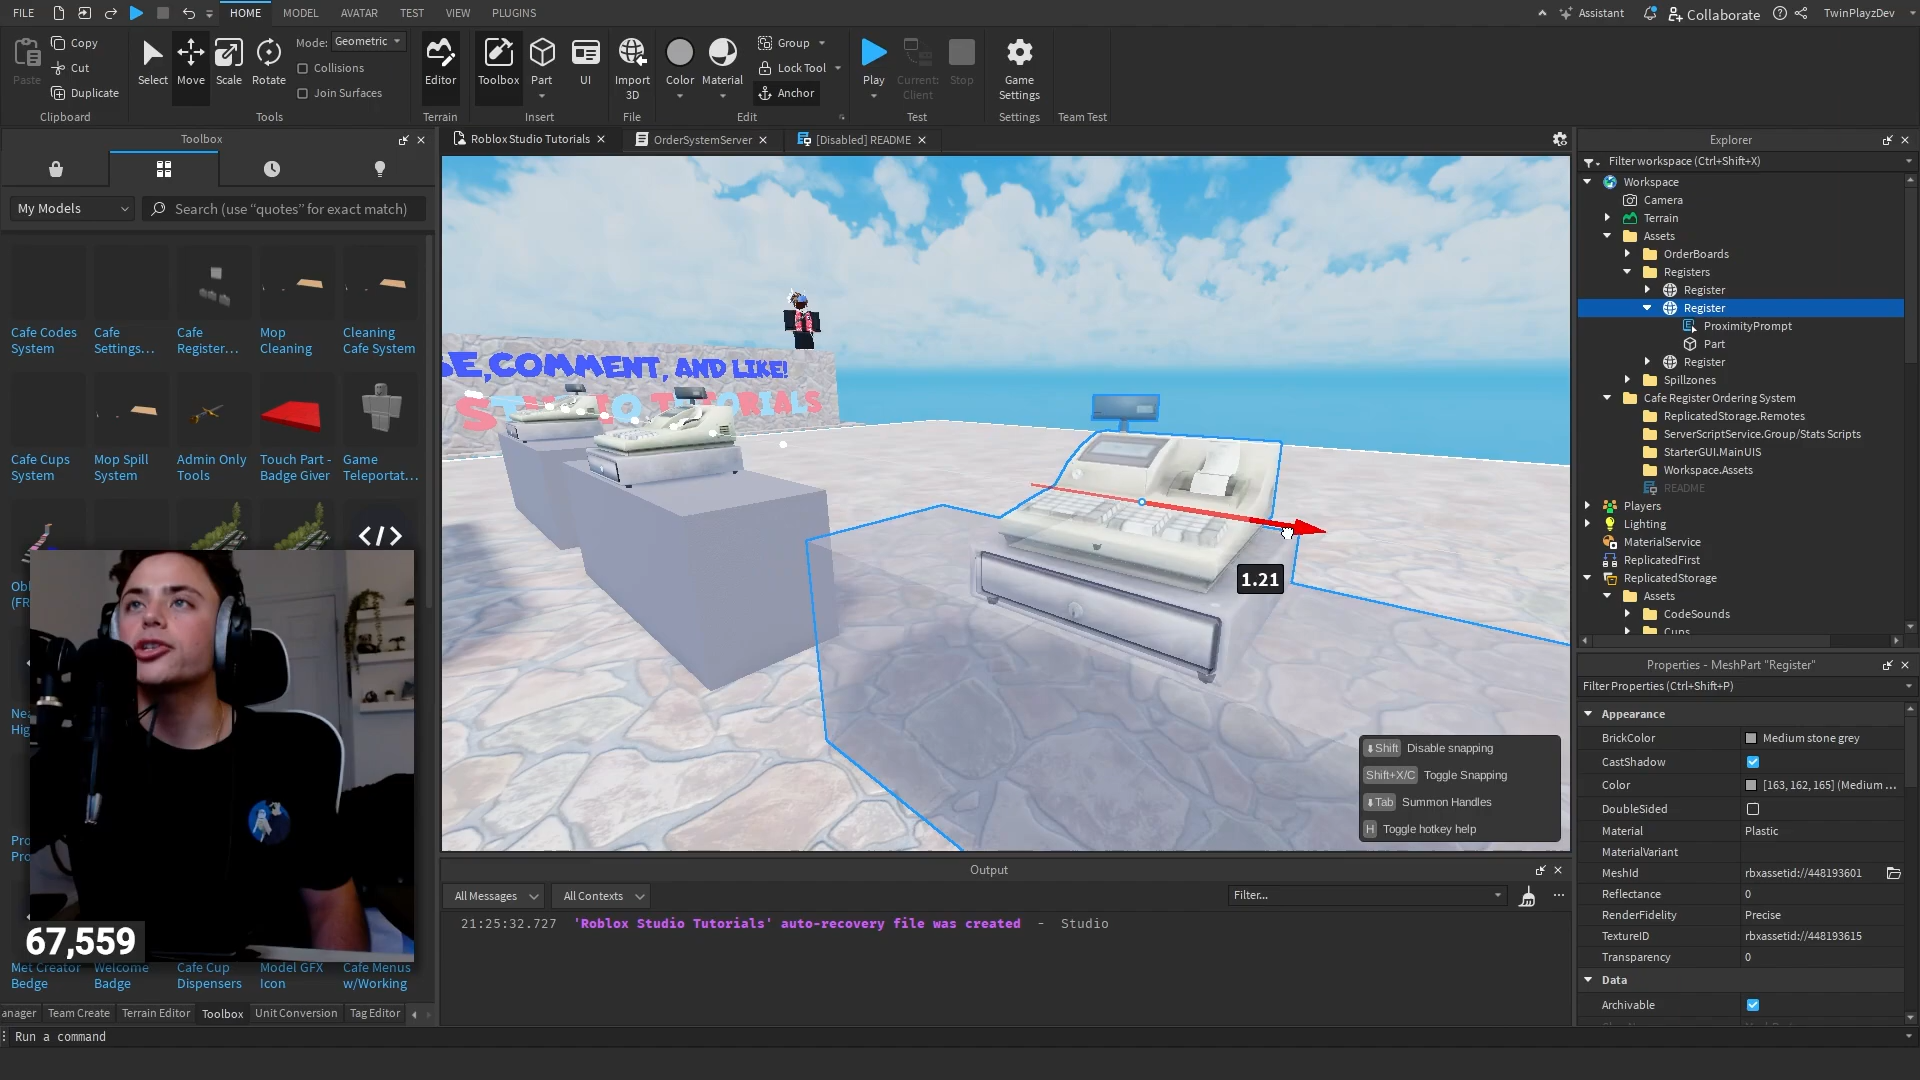 FILE
HOME
MODEL
AVATAR
TEST
VIEW
PLUGINS
Assistant
Collaborate
TwinPlayzDev
Paste
Copy
Cut
Duplicate
Clipboard
Select
Move
Scale
Rotate
Mode:
Geometric
Collisions
Join Surfaces
Tools
Editor
Terrain
Toolbox
Part
UI
Insert
Import
3D
File
Color
Material
Group
Lock Tool
Anchor
Edit
Play
Current:
Client
Stop
Test
Game
Settings
Settings
Team Test
Toolbox
My Models
Search (use “quotes” for exact match)
Cafe Codes
System
Cafe
Settings...
Cafe
Register...
Mop
Cleaning
Cleaning
Cafe System
Cafe Cups
System
Mop Spill
System
Admin Only
Tools
Touch Part -
Badge Giver
Game
Teleportat...
67,559
Met Creator
Bedge
Welcome
Badge
Cafe Cup
Dispensers
Model GFX
Icon
Cafe Menus
w/Working
anager
Team Create
Terrain Editor
Toolbox
Unit Conversion
Tag Editor
Run a command
Roblox Studio Tutorials
OrderSystemServer
[Disabled] README
SE,COMMENT, AND LIKE!
STUDIO TUTORIALS
1.21
Shift Disable snapping
Shift+X/C Toggle Snapping
Tab Summon Handles
H Toggle hotkey help
Output
All Messages
All Contexts
Filter...
21:25:32.727 'Roblox Studio Tutorials' auto-recovery file was created - Studio
Explorer
Filter workspace (Ctrl+Shift+X)
Workspace
Camera
Terrain
Assets
OrderBoards
Registers
Register
Register
ProximityPrompt
Part
Register
Spillzones
Cafe Register Ordering System
ReplicatedStorage.Remotes
ServerScriptService.Group/Stats Scripts
StarterGUI.MainUIS
Workspace.Assets
README
Players
Lighting
MaterialService
ReplicatedFirst
ReplicatedStorage
Assets
CodeSounds
Cups
Properties - MeshPart "Register"
Filter Properties (Ctrl+Shift+P)
Appearance
BrickColor Medium stone grey
CastShadow
Color [163, 162, 165] (Medium ...
DoubleSided
Material Plastic
MaterialVariant
MeshId rbxassetid://448193601
Reflectance 0
RenderFidelity Precise
TextureID rbxassetid://448193615
Transparency 0
Data
Archivable